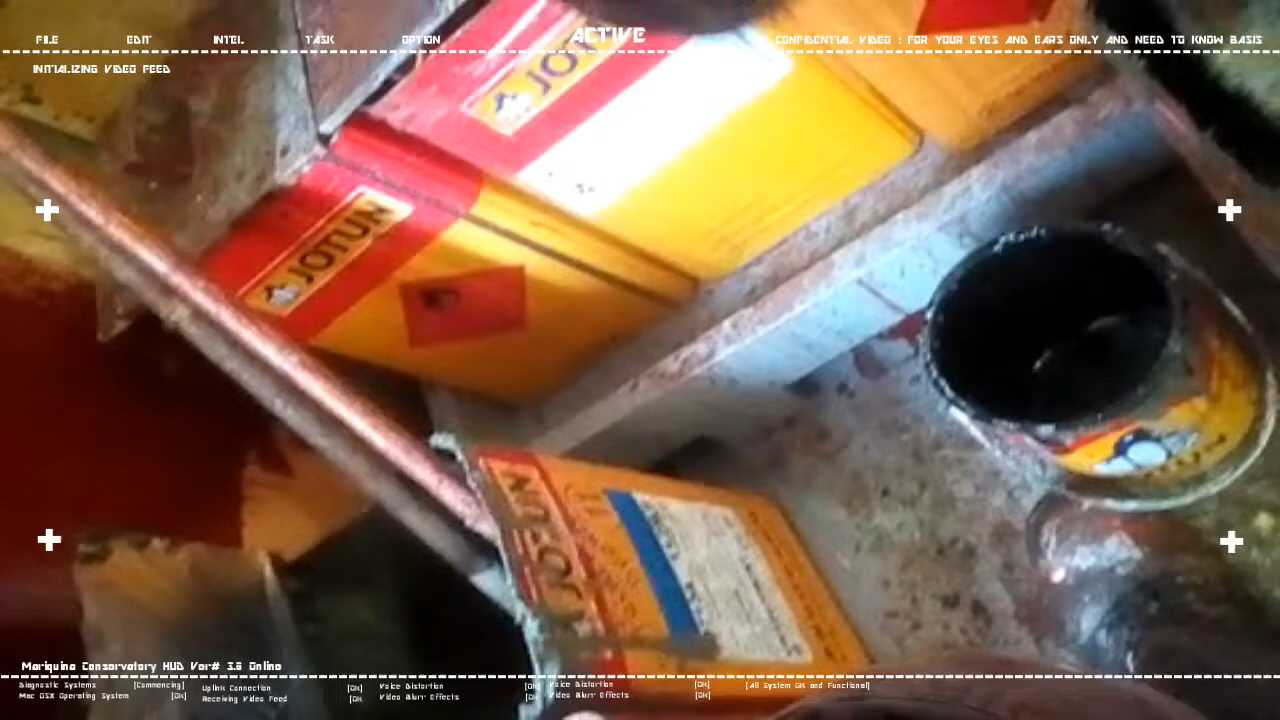 FILE EDIT INTEL TASK OPTION ACTIVE CONFIDENTIAL VIDEO : FOR YOUR EYES AND EARS ONLY AND NEED TO KNOW BASIS
INITIALIZING VIDEO FEED
JOTUN
JOTUN
JOTUN
Mariquina Conservatory HUD Ver# 3.6 Online
Diagnostic Systems [Commencing]
Mac OSX Operating System [OK]
Uplink Connection [OK]
Receiving Video Feed [OK]
Voice Distortion [OK]
Video Blurr Effects [OK]
Voice Distortion [OK]
Video Blurr Effects [OK]
[All System OK and Functional]